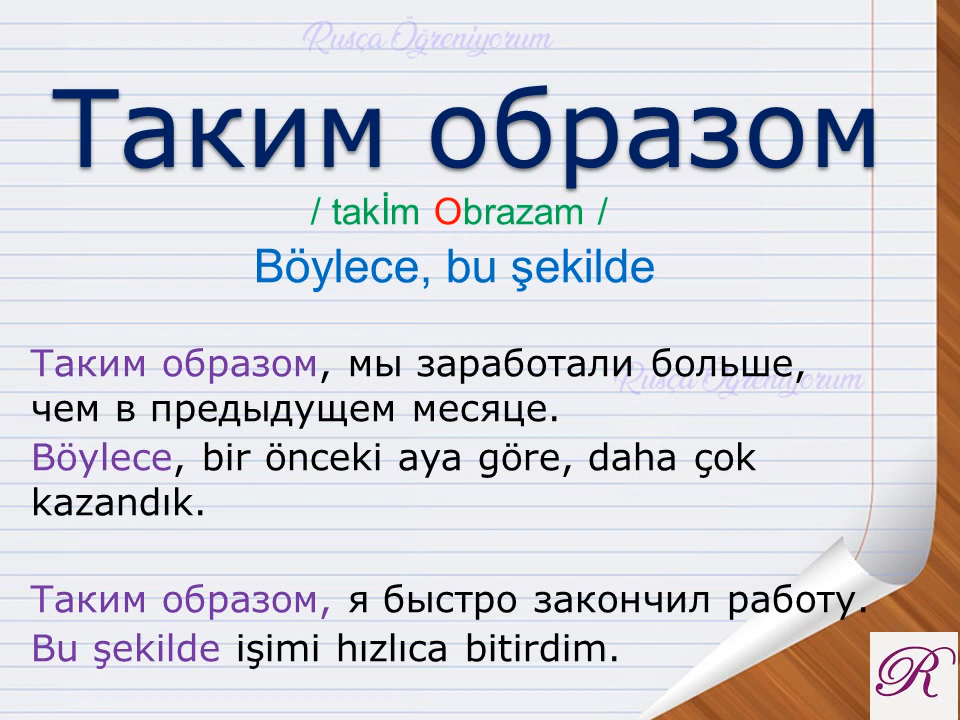 Rusça Öğreniyorum
Таким образом
/ takİm Obrazam /
Böylece, bu şekilde
Таким образом, мы заработали больше,
Rusça Öğreniyorum
чем в предыдущем месяце.
Böylece, bir önceki aya göre, daha çok
kazandık.
Таким образом, я быстро закончил работу.
Bu şekilde işimi hızlıca bitirdim.
R